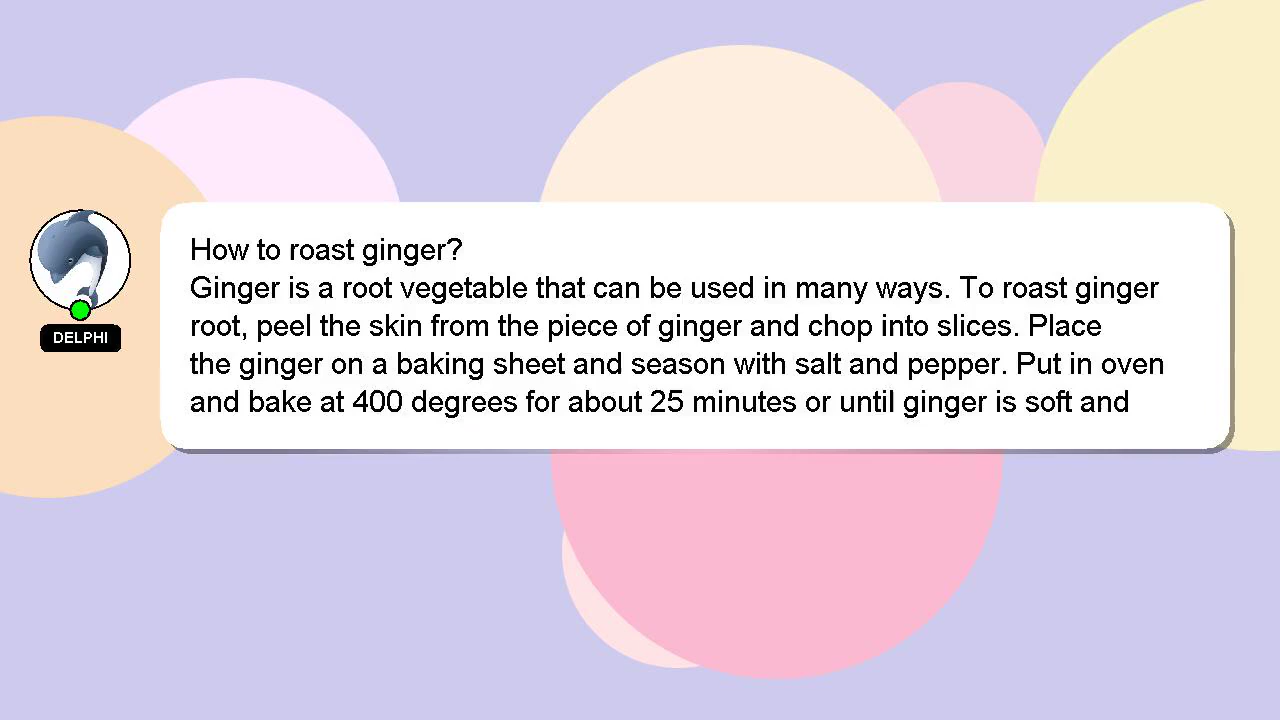 How to roast ginger?
Ginger is a root vegetable that can be used in many ways. To roast ginger
root, peel the skin from the piece of ginger and chop into slices. Place
the ginger on a baking sheet and season with salt and pepper. Put in oven
and bake at 400 degrees for about 25 minutes or until ginger is soft and
DELPHI